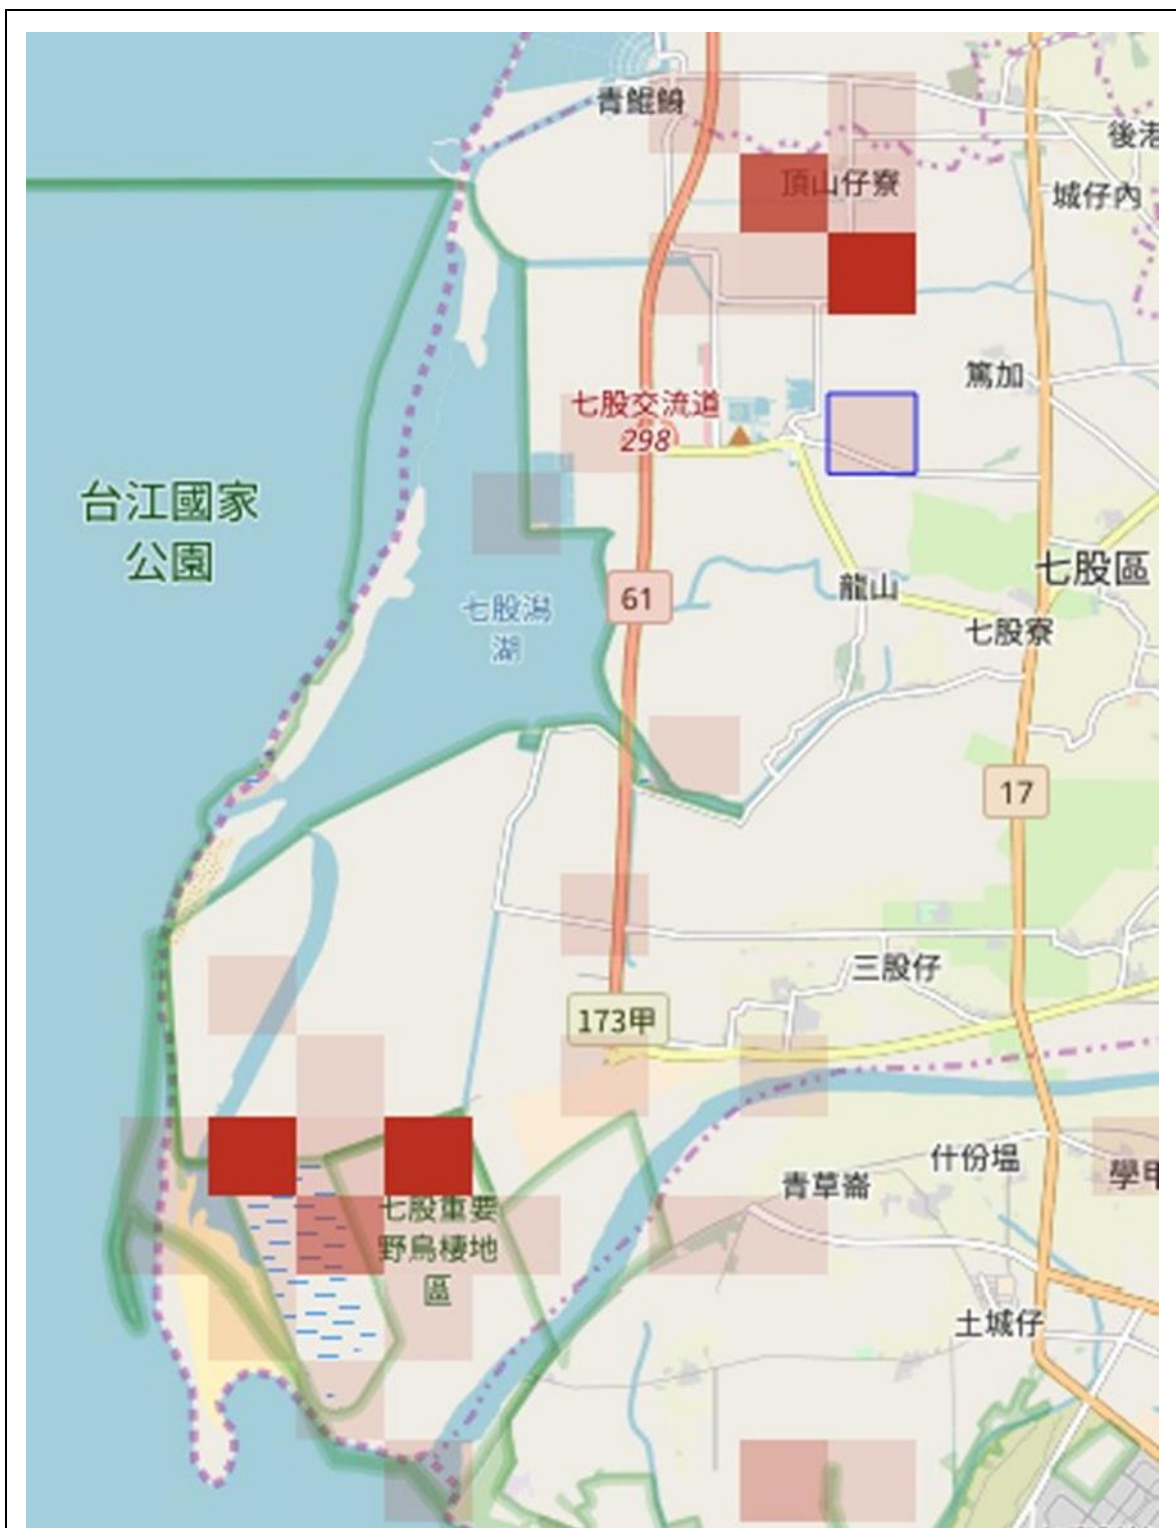 青鯤鯓
後港
頂山仔寮
城仔內
篤加
七股交流道
298
台江國家
公園
七股區
61
龍山
七股潟
湖
七股寮
17
三股仔
173甲
什份塭
學甲
青草崙
七股重要
野鳥棲地
區
土城仔